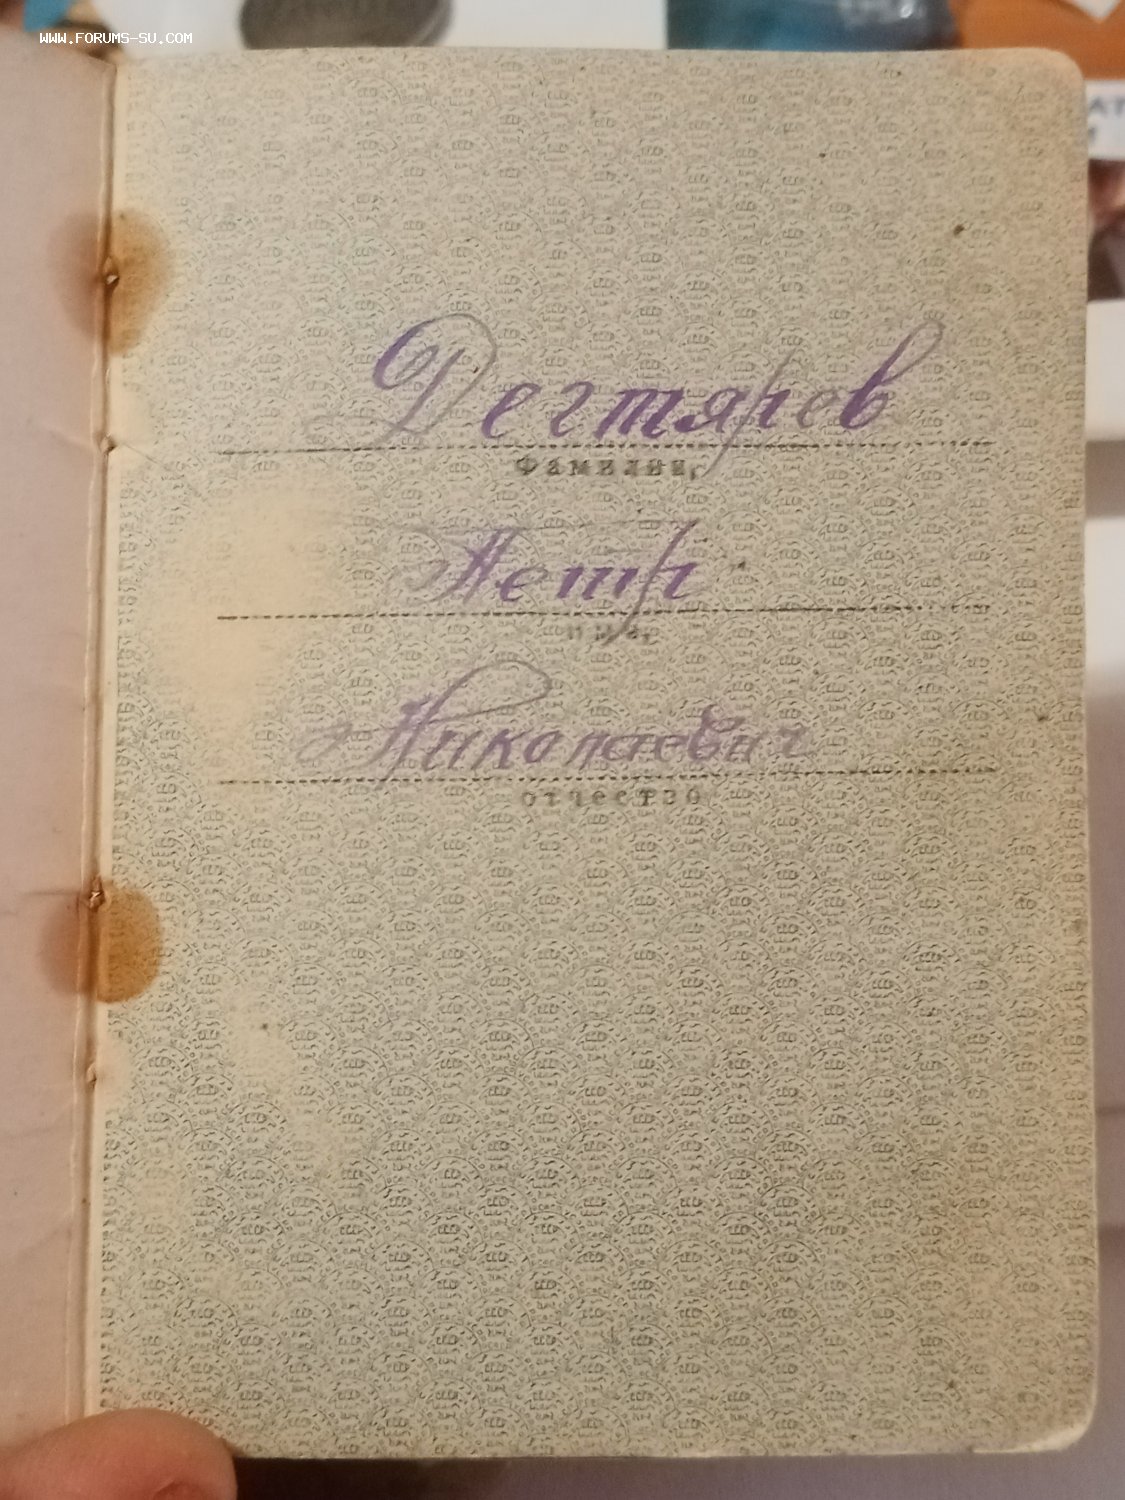 WWW.FORUMS-SU.COM
Дегтярев
Фамилия,
Петр
имя,
Николаевич
отчество